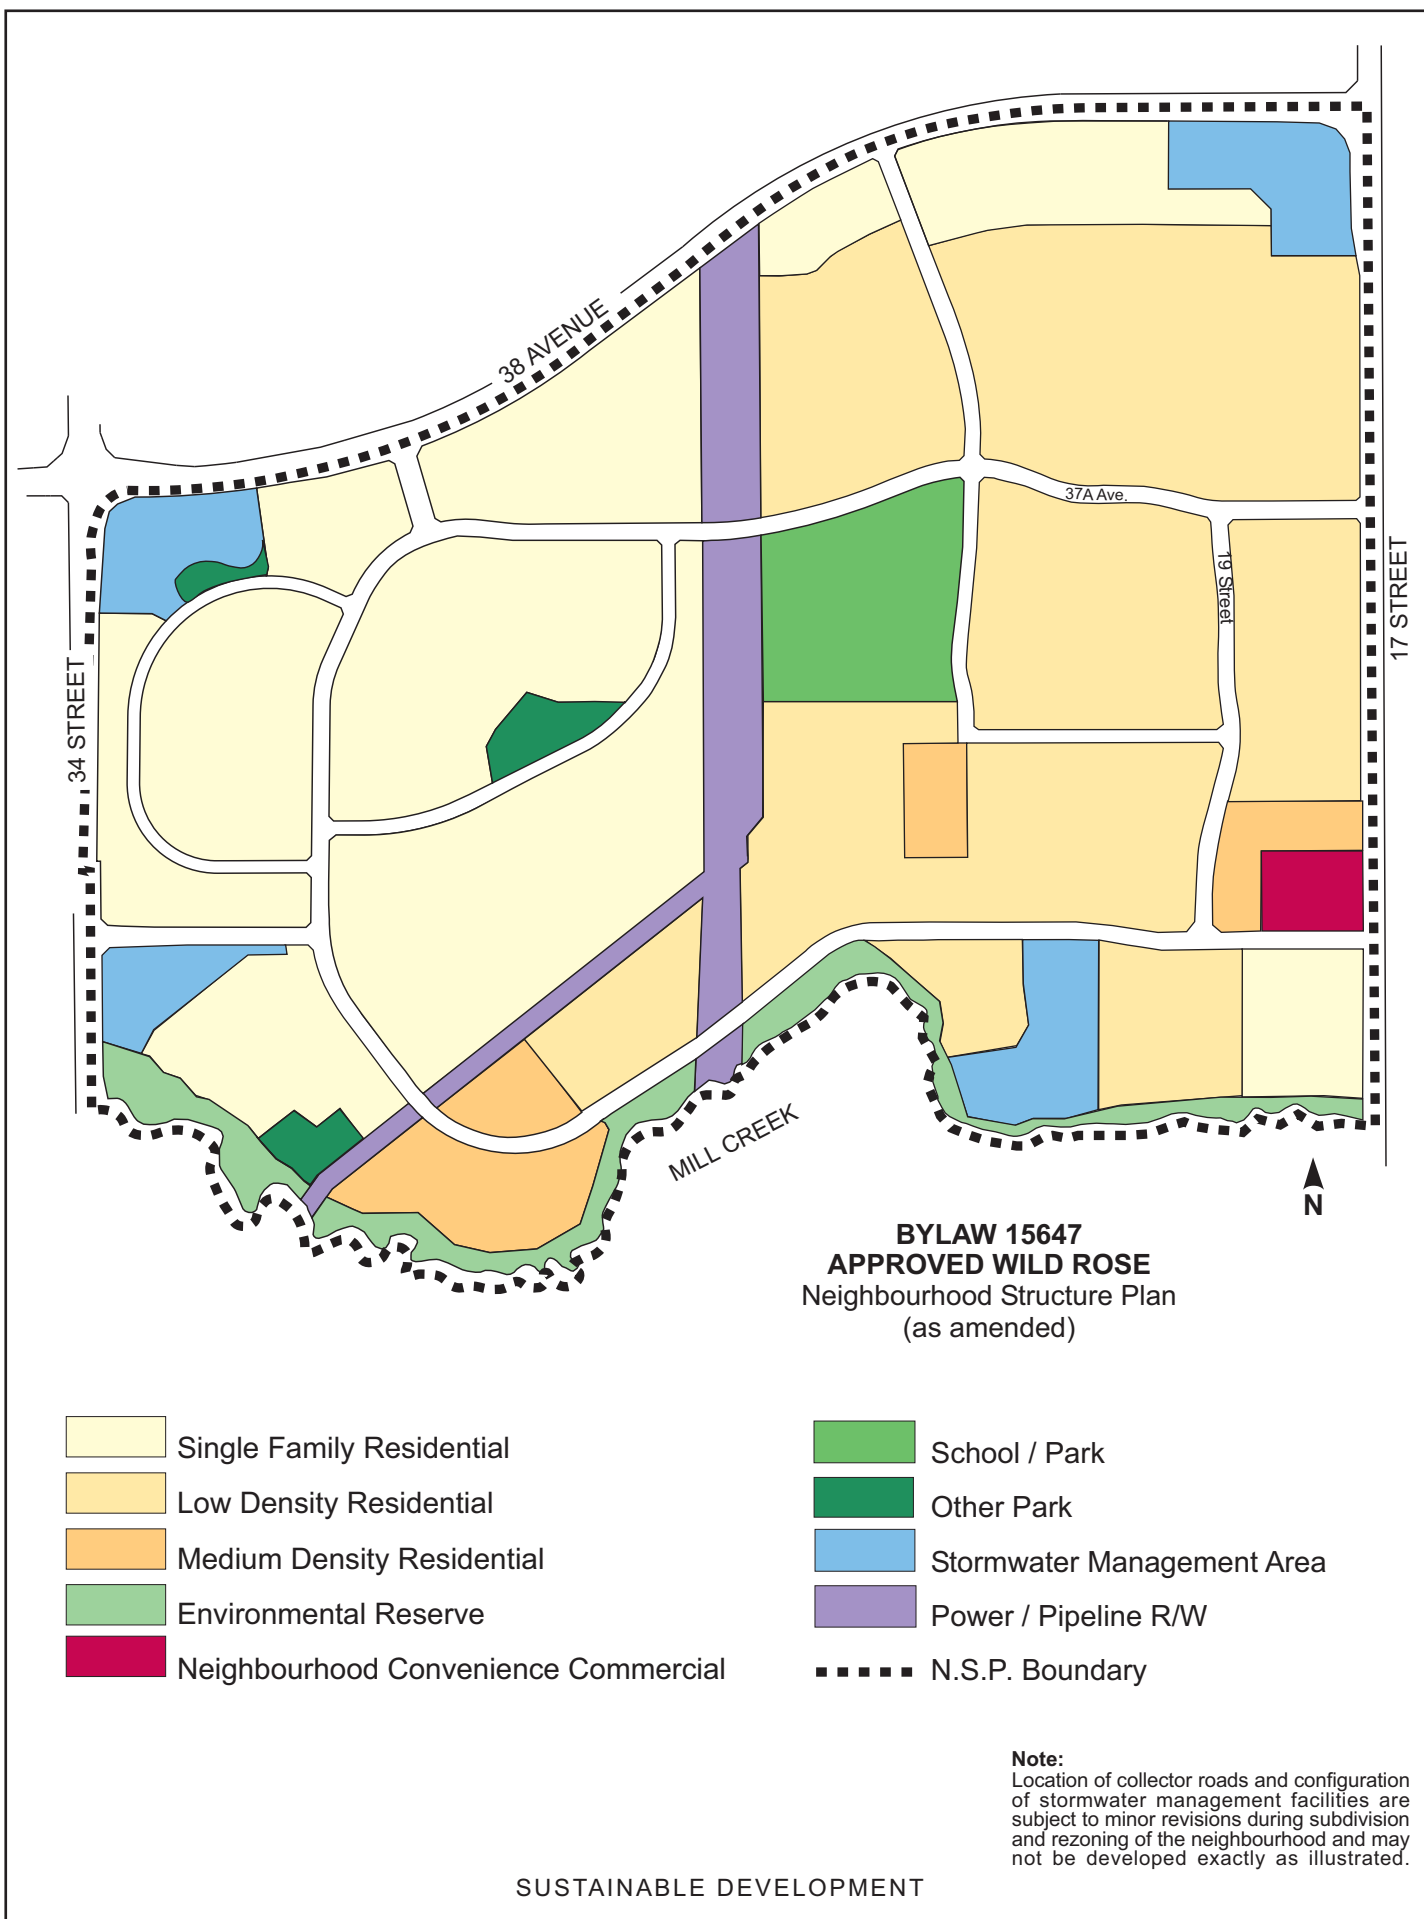 38 AVENUE
37A Ave.
19 Street
17 STREET
34 STREET
MILL CREEK
N
BYLAW 15647
APPROVED WILD ROSE
Neighbourhood Structure Plan
(as amended)
Single Family Residential
Low Density Residential
Medium Density Residential
Environmental Reserve
Neighbourhood Convenience Commercial
School / Park
Other Park
Stormwater Management Area
Power / Pipeline R/W
N.S.P. Boundary
Note:
Location of collector roads and configuration
of stormwater management facilities are
subject to minor revisions during subdivision
and rezoning of the neighbourhood and may
not be developed exactly as illustrated.
SUSTAINABLE DEVELOPMENT